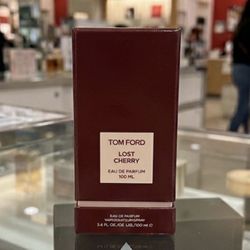 TOM FORD
LOST
CHERRY
EAU DE PARFUM
100 ML
EAU DE PARFUM